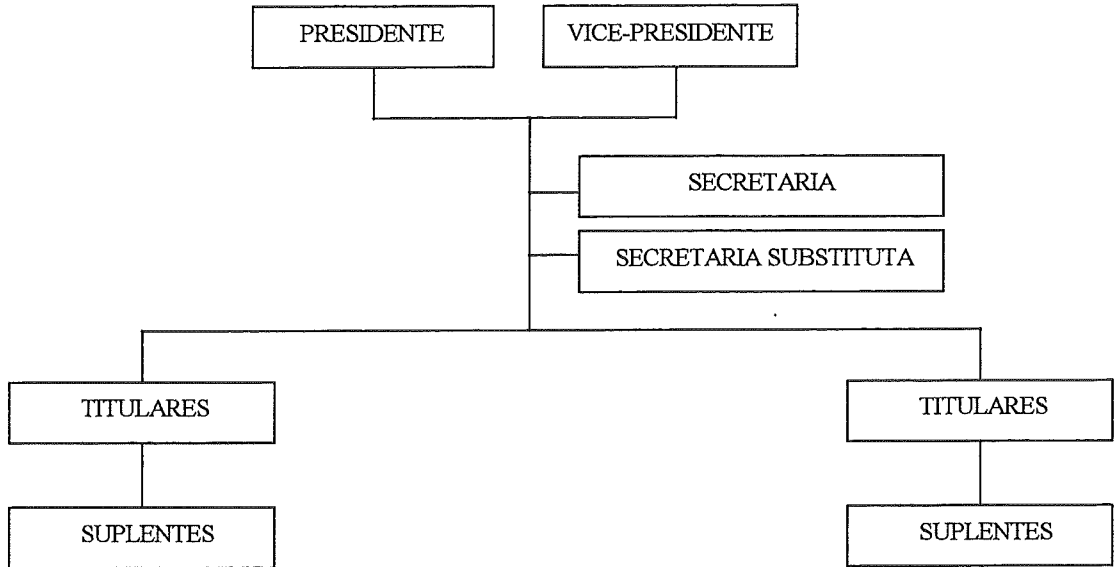 PRESIDENTE
VICE-PRESIDENTE
SECRETARIA
SECRETARIA SUBSTITUTA
TITULARES
TITULARES
SUPLENTES
SUPLENTES